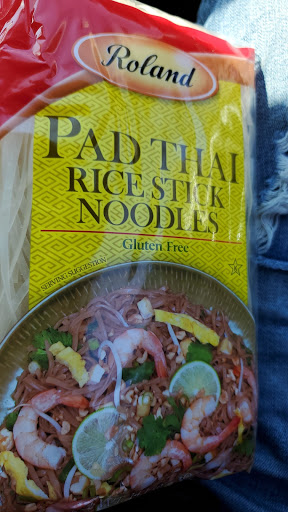 Roland
PAD THAI
RICE STICK
NOODLES
Gluten Free
SERVING SUGGESTION